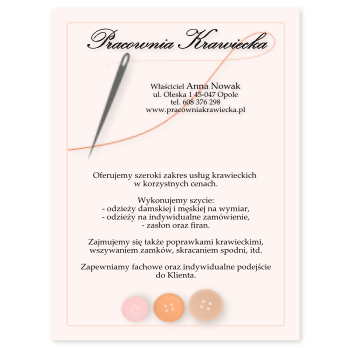 Pracownia Krawiecka
Właściciel Anna Nowak
ul. Oleska 1 45-047 Opole
tel. 608 376 298
www.pracowniakrawiecka.pl
Oferujemy szeroki zakres usług krawieckich
w korzystnych cenach.
Wykonujemy szycie:
- odzieży damskiej i męskiej na wymiar,
- odzieży na indywidualne zamówienie,
- zasłon oraz firan.
Zajmujemy się także poprawkami krawieckimi,
wszywaniem zamków, skracaniem spodni, itd.
Zapewniamy fachowe oraz indywidualne podejście
do Klienta.